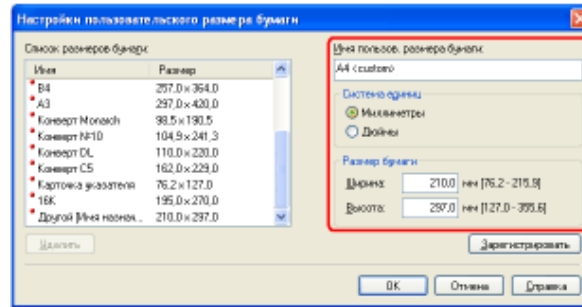 Настройки пользовательского размера бумаги
Список размеров бумаги:
Имя Размер
B4 257,0 x 364,0
A3 297,0 x 420,0
Конверт Monarch 98,5 x 190,5
Конверт №10 104,9 x 241,3
Конверт DL 110,0 x 220,0
Конверт C5 162,0 x 229,0
Карточка указателя 76,2 x 127,0
16K 195,0 x 270,0
Другой [Имя назнач... 210,0 x 297,0
Удалить
Имя пользов. размера бумаги:
A4 <custom>
Система единиц
Миллиметры
Дюймы
Размер бумаги
Ширина: 210,0 мм [76.2 - 215.9]
Высота: 297,0 мм [127.0 - 355.6]
Зарегистрировать
OK Отмена Справка